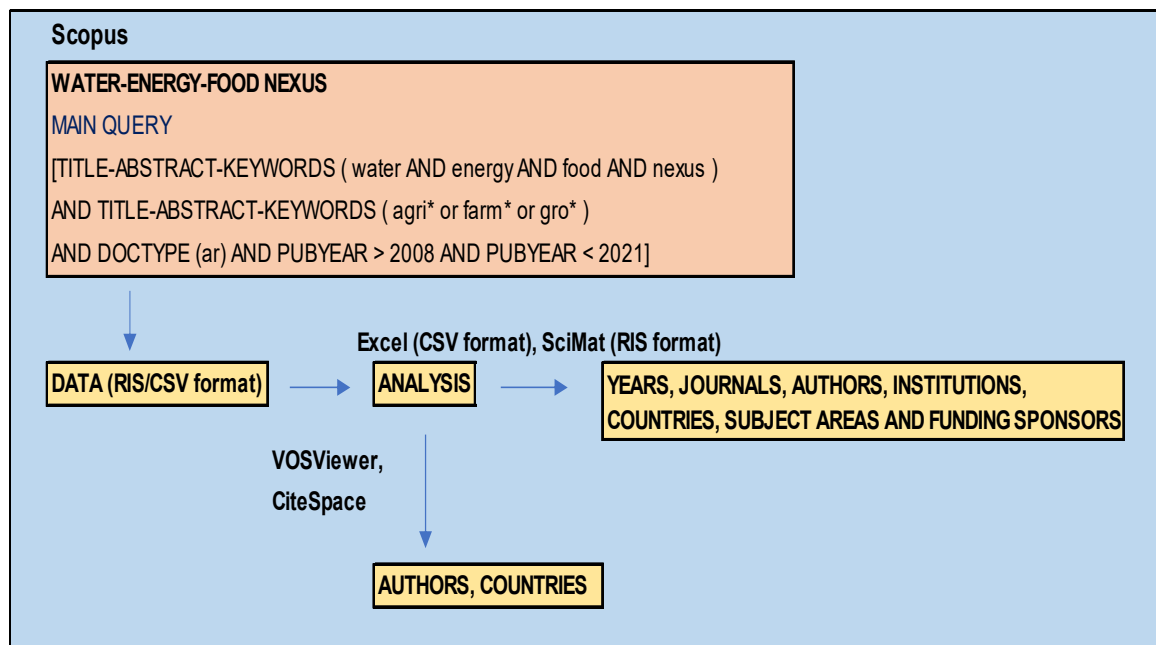 Scopus
WATER-ENERGY-FOOD NEXUS
MAIN QUERY
[TITLE-ABSTRACT-KEYWORDS ( water AND energy AND food AND nexus )
AND TITLE-ABSTRACT-KEYWORDS ( agri* or farm* or gro* )
AND DOCTYPE (ar) AND PUBYEAR > 2008 AND PUBYEAR < 2021]
Excel (CSV format), SciMat (RIS format)
DATA (RIS/CSV format)
ANALYSIS
YEARS, JOURNALS, AUTHORS, INSTITUTIONS,
COUNTRIES, SUBJECT AREAS AND FUNDING SPONSORS
VOSViewer,
CiteSpace
AUTHORS, COUNTRIES